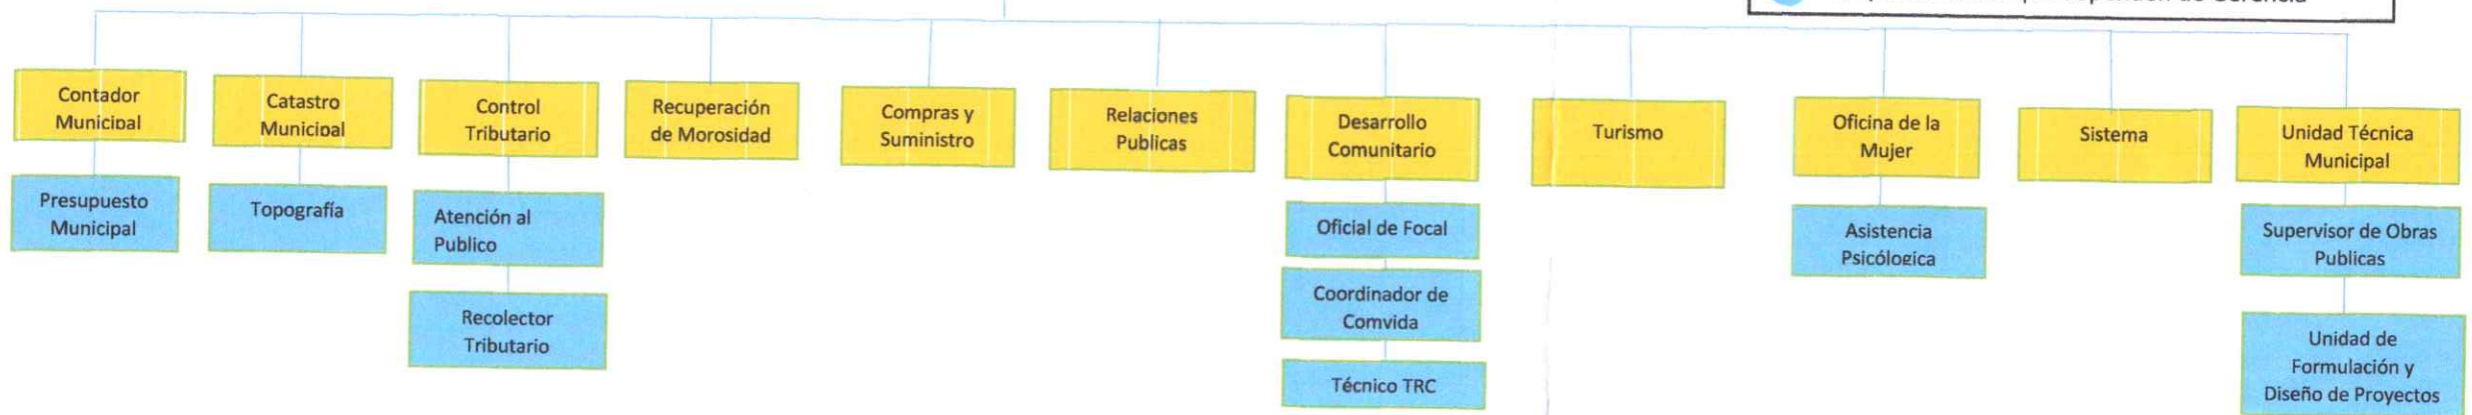 de Gerencia
Contador
Municipal
Catastro
Municipal
Control
Tributario
Recuperación
de Morosidad
Compras y
Suministro
Relaciones
Publicas
Desarrollo
Comunitario
Turismo
Oficina de la
Mujer
Sistema
Unidad Técnica
Municipal
Presupuesto
Municipal
Topografía
Atención al
Publico
Oficial de Focal
Asistencia
Psicólogica
Supervisor de Obras
Publicas
Recolector
Tributario
Coordinador de
Comvida
Unidad de
Formulación y
Diseño de Proyectos
Técnico TRC